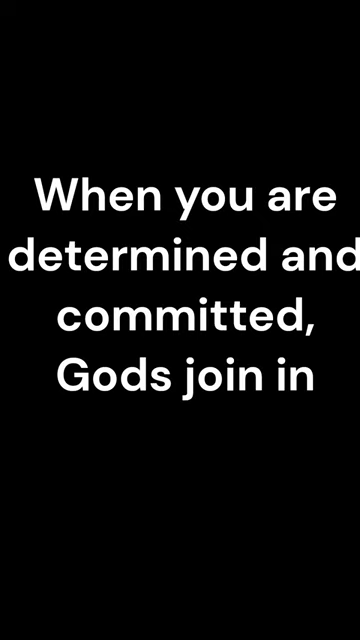 When you are
determined and
committed,
Gods join in